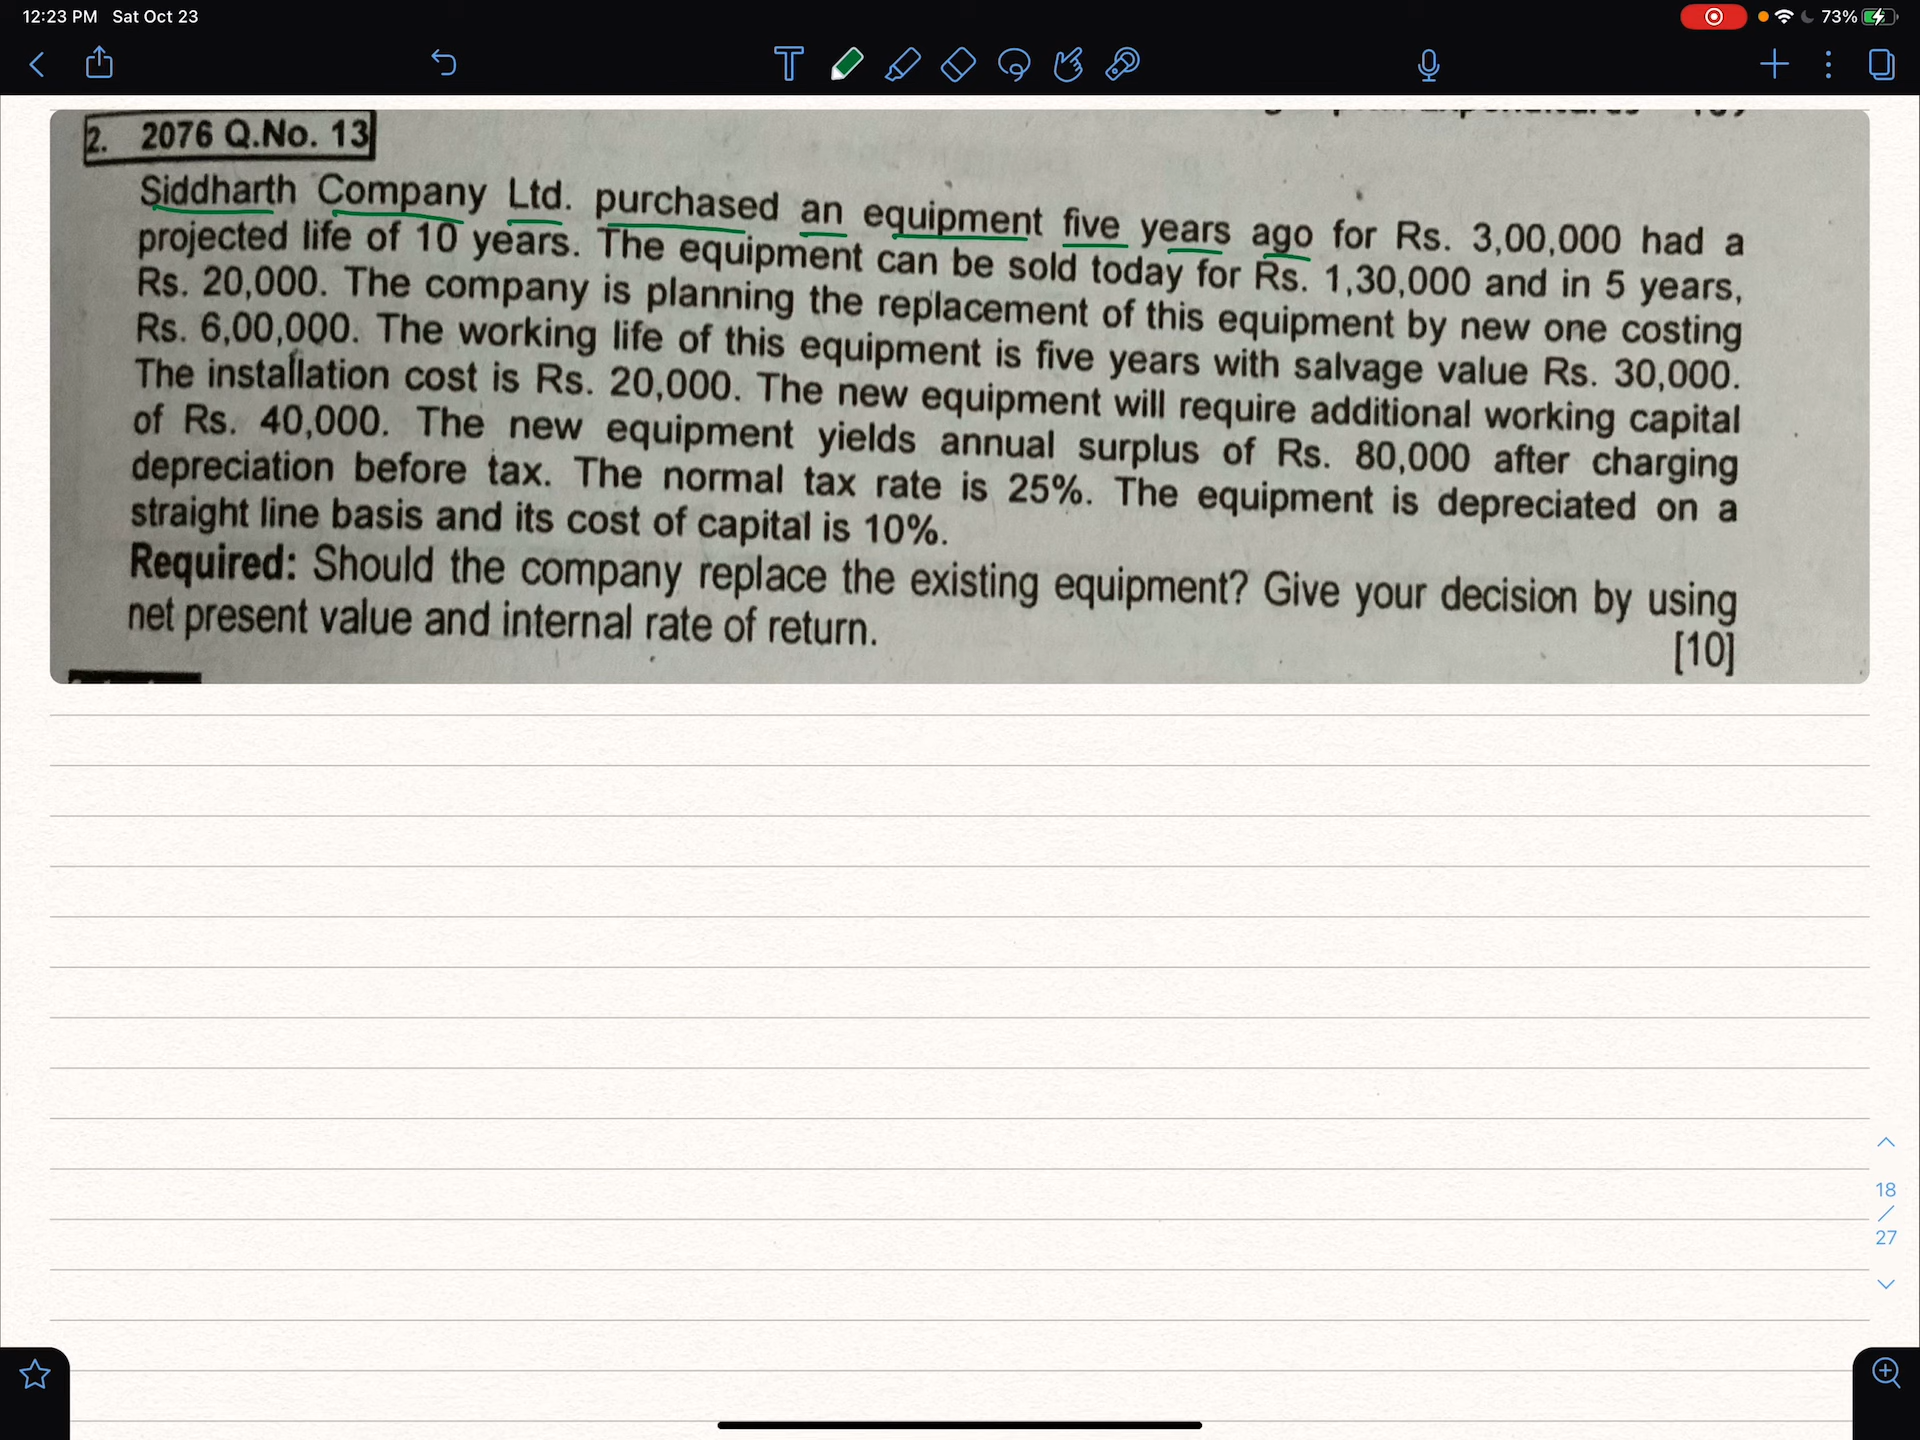 12:23 PM Sat Oct 23
73%
2. 2076 Q.No. 13
Siddharth Company Ltd. purchased an equipment five years ago for Rs. 3,00,000 had a
projected life of 10 years. The equipment can be sold today for Rs. 1,30,000 and in 5 years,
Rs. 20,000. The company is planning the replacement of this equipment by new one costing
Rs. 6,00,000. The working life of this equipment is five years with salvage value Rs. 30,000.
The installation cost is Rs. 20,000. The new equipment will require additional working capital
of Rs. 40,000. The new equipment yields annual surplus of Rs. 80,000 after charging
depreciation before tax. The normal tax rate is 25%. The equipment is depreciated on a
straight line basis and its cost of capital is 10%.
Required: Should the company replace the existing equipment? Give your decision by using
net present value and internal rate of return.
[10]
18
/
27